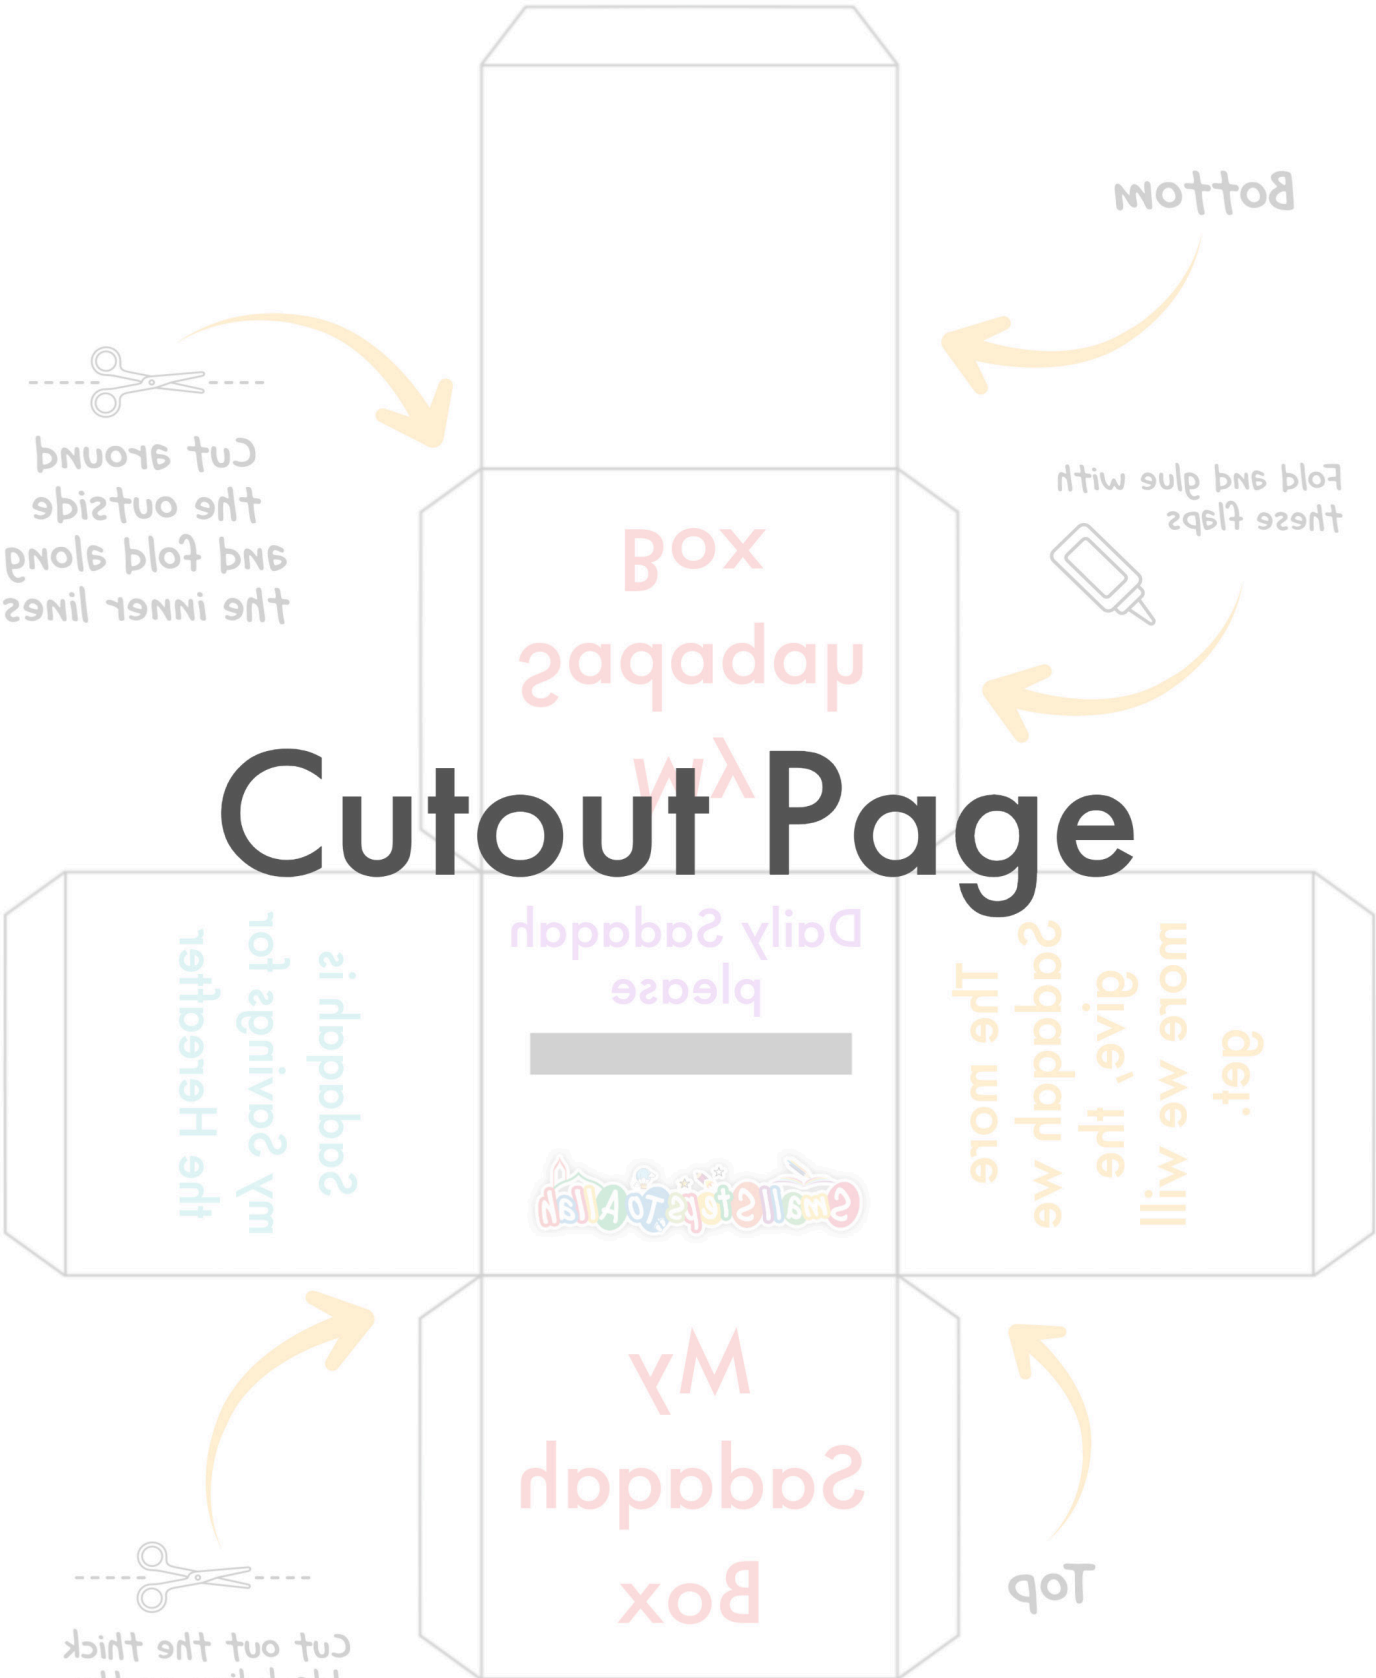 Bottom
Cut around
the outside
and fold along
the inner lines
Fold and glue with
these flaps
My
Sadaqah
Box
Cutout Page
Daily Sadaqah
please
Sadaqah is
my Savings for
the Hereafter
The more
Sadaqah we
give, the
more we will
get.
SmallStepsToAllah
My
Sadaqah
Box
Top
Cut out the thick